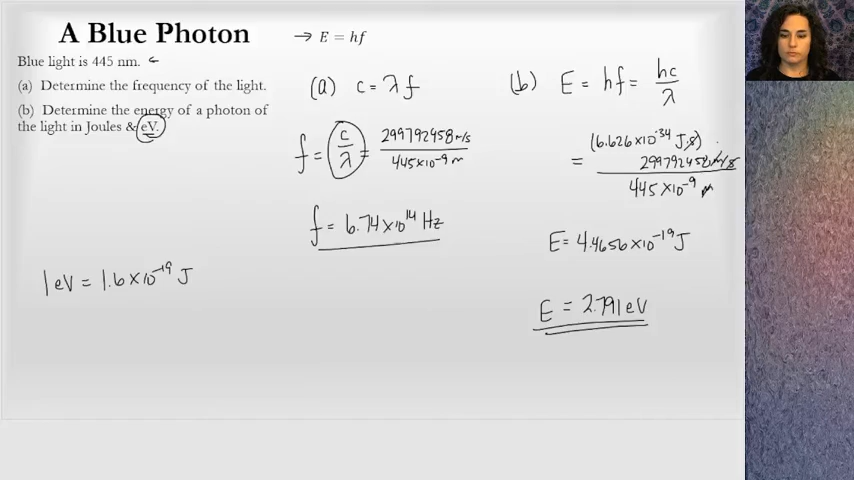 A Blue Photon
→ E = hf
Blue light is 445 nm.
(a) Determine the frequency of the light.
(b) Determine the energy of a photon of
the light in Joules & eV.
1 eV = 1.6×10⁻¹⁹ J
(a) c = λf
f = c/λ = 299792458 m/s / 445×10⁻⁹ m
f = 6.74×10¹⁴ Hz
(b) E = hf = hc/λ
= (6.626×10⁻³⁴ J·s) · 299792458 m/s / 445×10⁻⁹ m
E = 4.4656×10⁻¹⁹ J
E = 2.791 eV